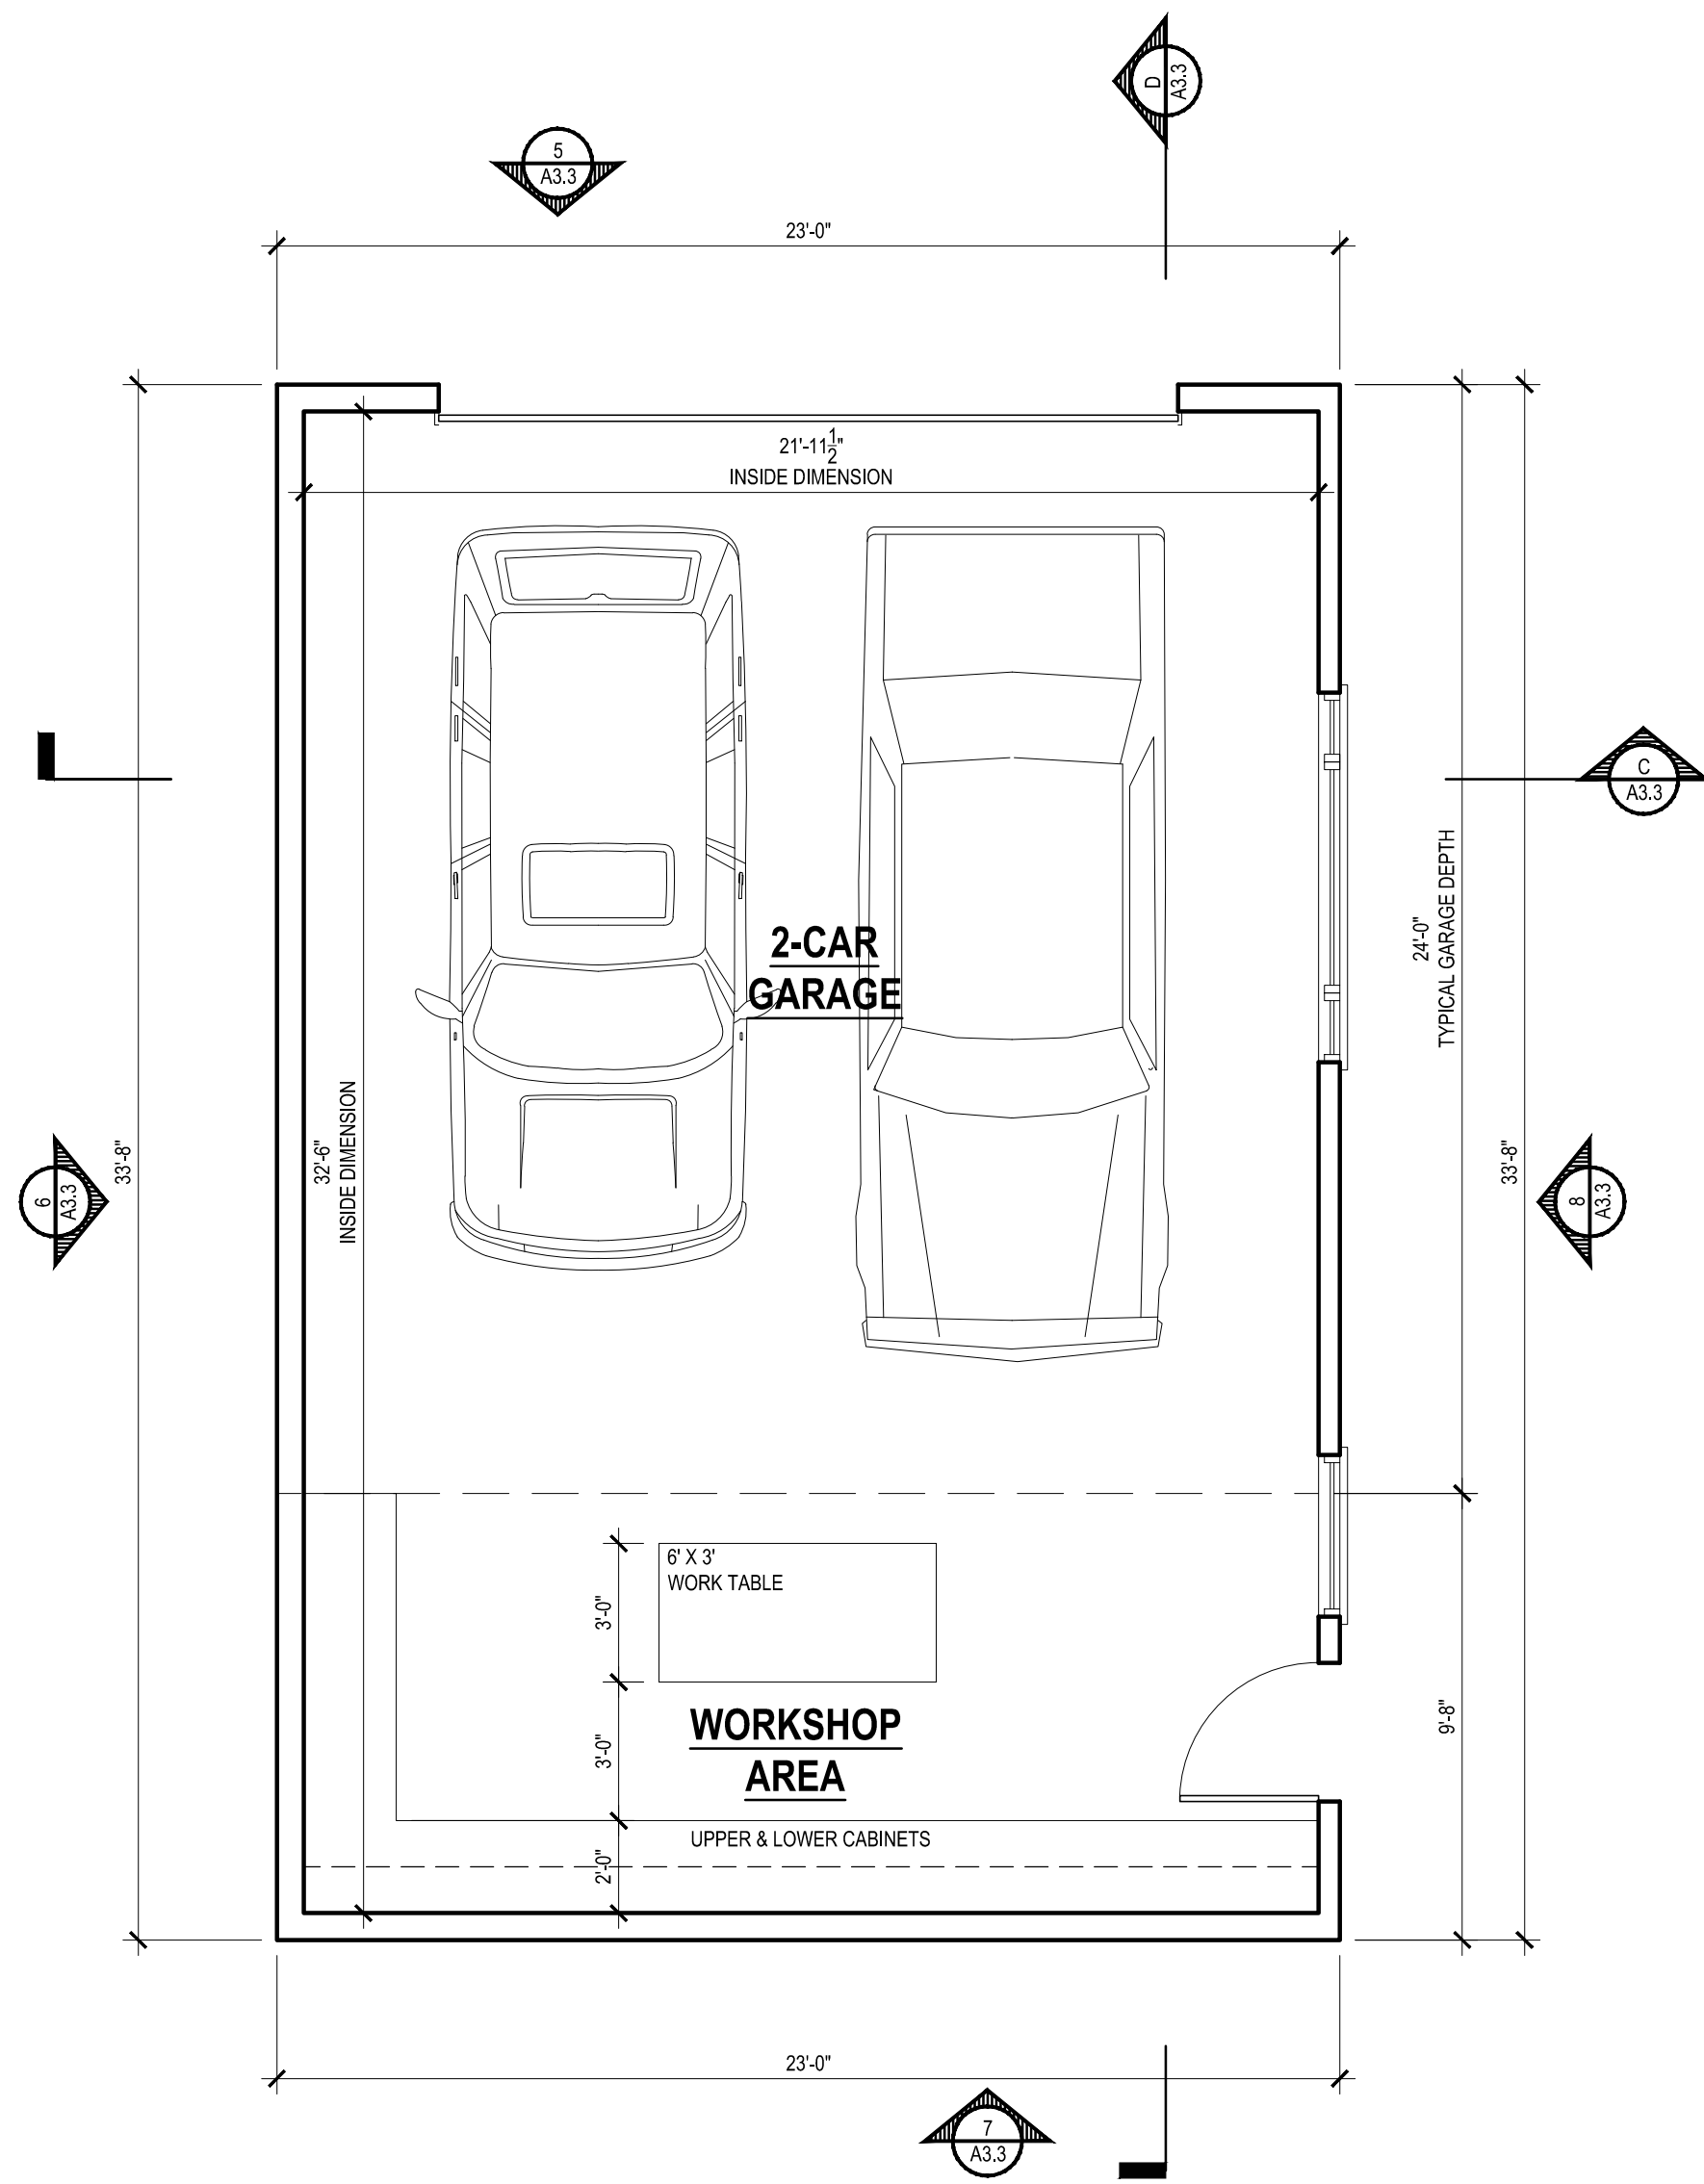 D
A3.3
5
A3.3
23'-0"
21'-11 1/2"
INSIDE DIMENSION
C
A3.3
24'-0"
TYPICAL GARAGE DEPTH
2-CAR
GARAGE
33'-8"
32'-6"
INSIDE DIMENSION
33'-8"
6
A3.3
8
A3.3
6' X 3'
WORK TABLE
3'-0"
9'-8"
WORKSHOP
AREA
3'-0"
UPPER & LOWER CABINETS
2'-0"
23'-0"
7
A3.3